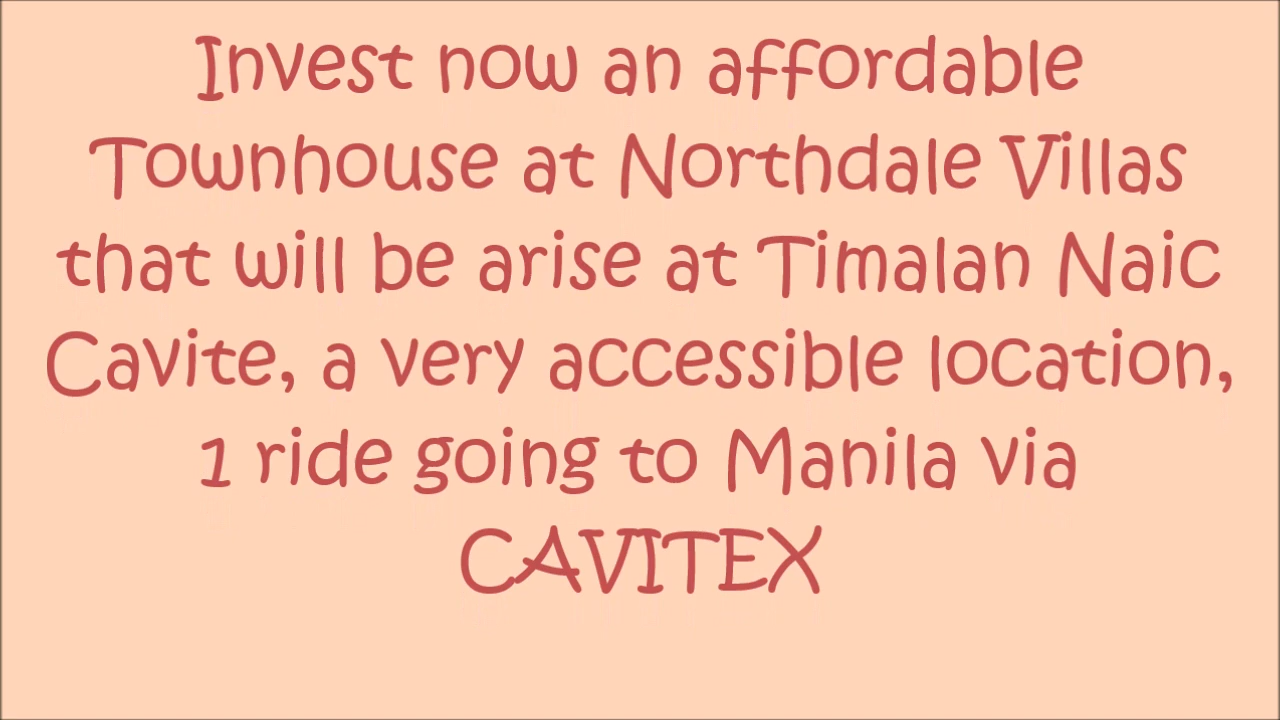 Invest now an affordable
Townhouse at Northdale Villas
that will be arise at Timalan Naic
Cavite, a very accessible location,
1 ride going to Manila via
CAVITEX